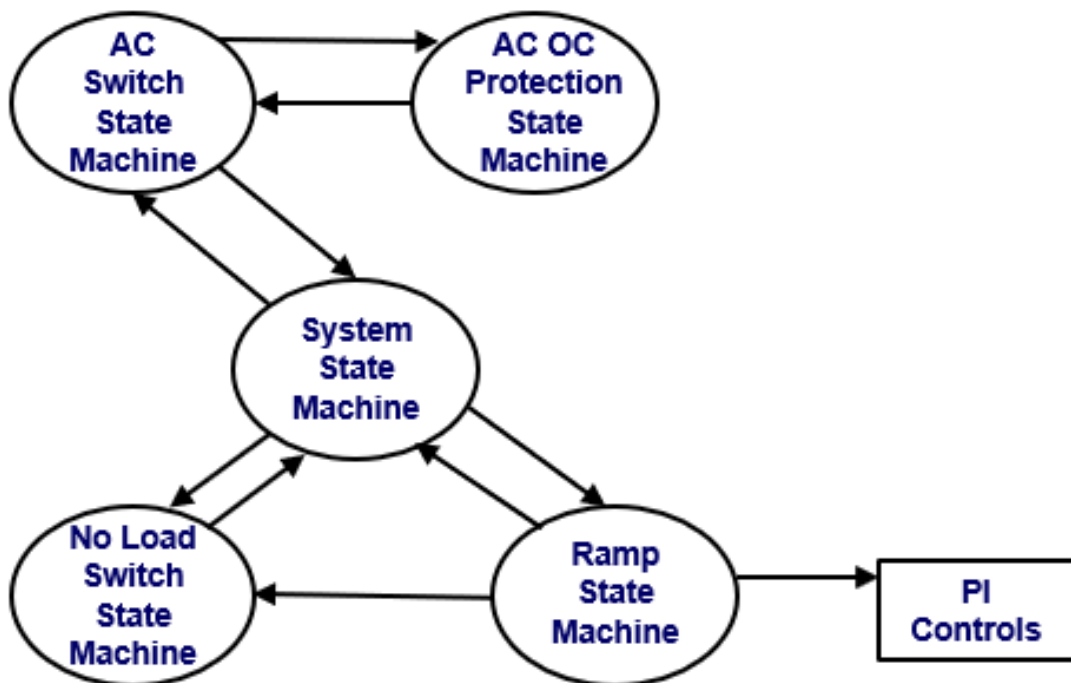 AC
Switch
State
Machine
AC OC
Protection
State
Machine
System
State
Machine
No Load
Switch
State
Machine
Ramp
State
Machine
PI
Controls